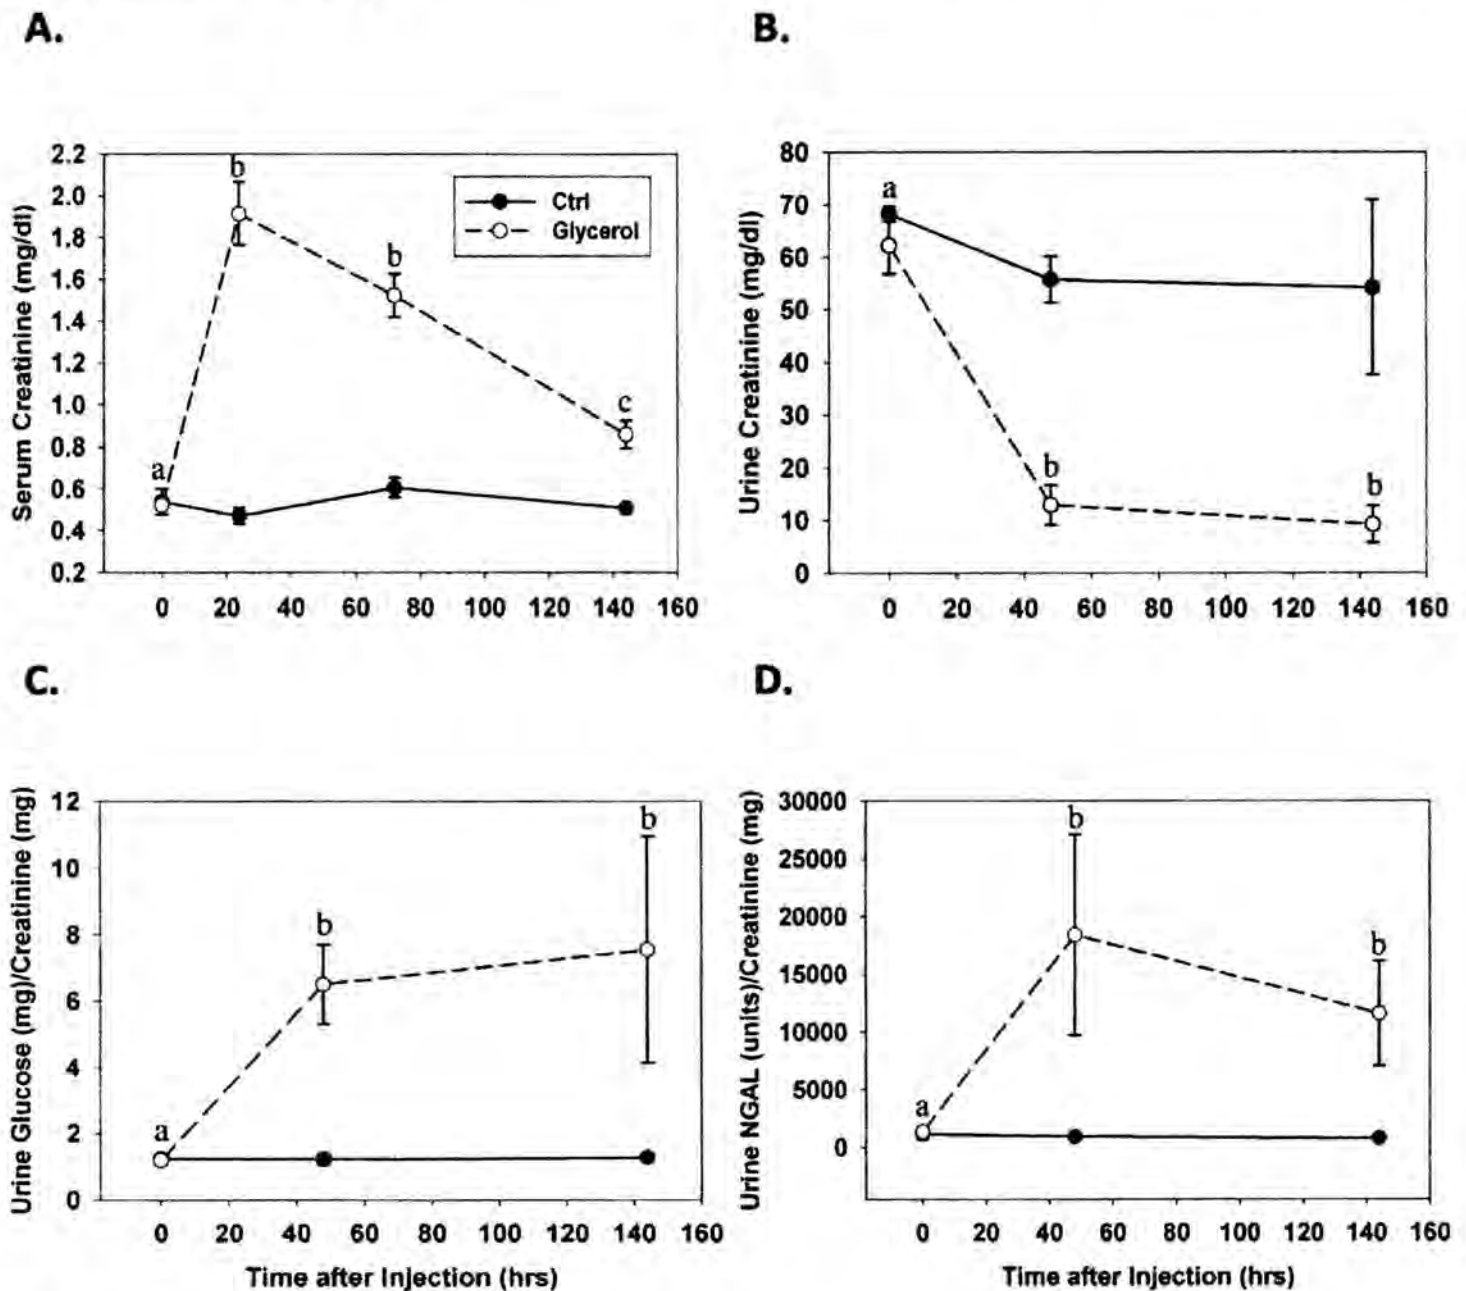 A.
B.
Serum Creatinine (mg/dl)
2.2
2.0
1.8
1.6
1.4
1.2
1.0
0.8
0.6
0.4
0.2
a
b
b
c
Ctrl
Glycerol
0 20 40 60 80 100 120 140 160
Urine Creatinine (mg/dl)
80
70
60
50
40
30
20
10
0
a
b
b
0 20 40 60 80 100 120 140 160
C.
D.
Urine Glucose (mg)/Creatinine (mg)
12
10
8
6
4
2
0
a
b
b
0 20 40 60 80 100 120 140 160
Time after Injection (hrs)
Urine NGAL (units)/Creatinine (mg)
30000
25000
20000
15000
10000
5000
0
a
b
b
0 20 40 60 80 100 120 140 160
Time after Injection (hrs)